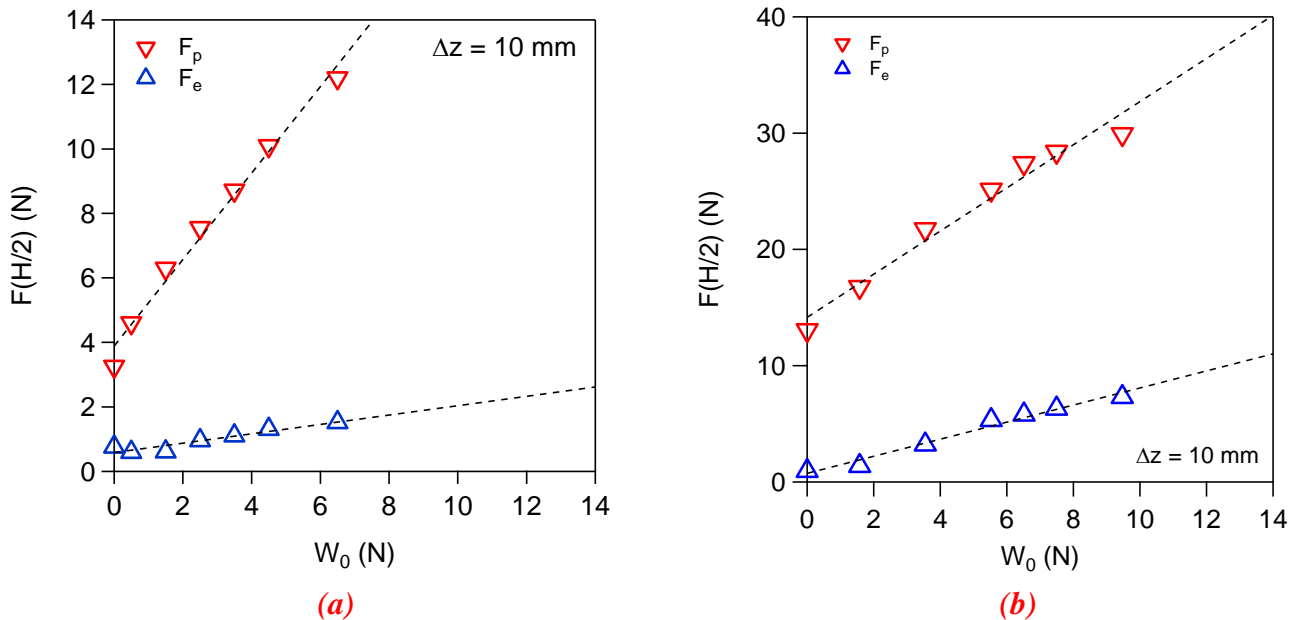 14
12
10
8
6
4
2
0
F(H/2) (N)
F_p
F_e
Δz = 10 mm
0 2 4 6 8 10 12 14
W_0 (N)
(a)
40
30
20
10
0
F(H/2) (N)
F_p
F_e
Δz = 10 mm
0 2 4 6 8 10 12 14
W_0 (N)
(b)